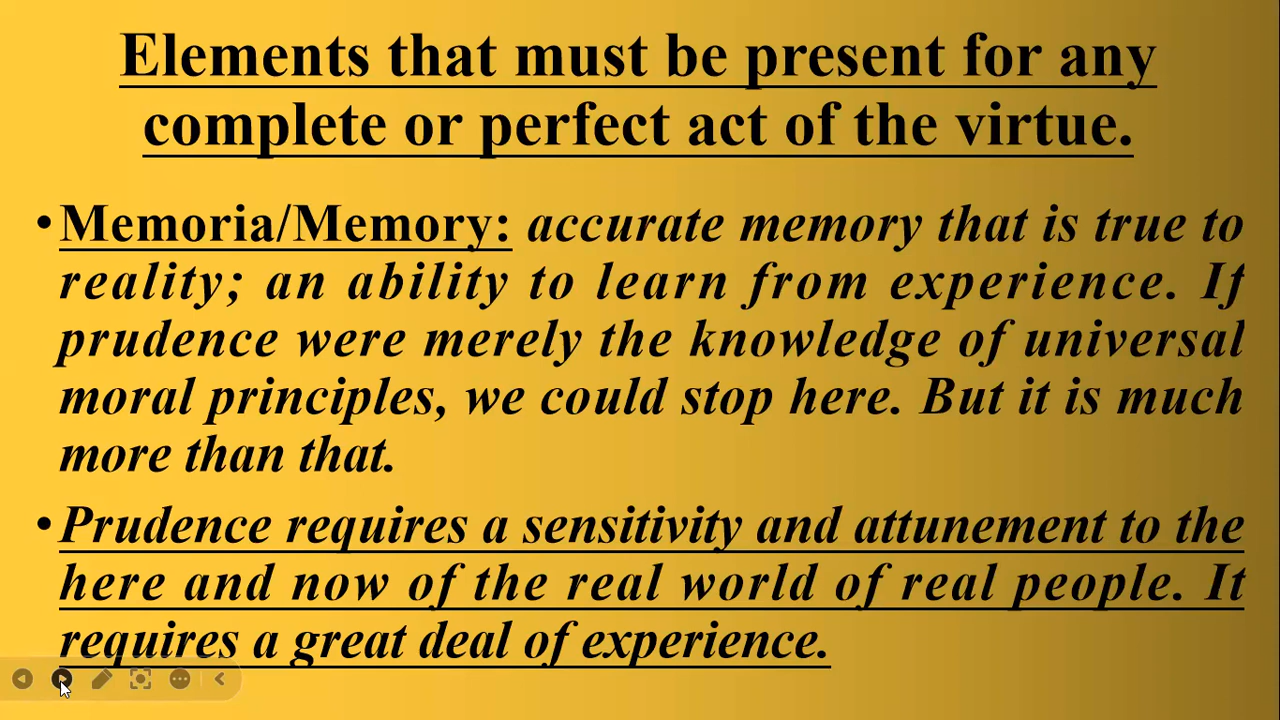 Elements that must be present for any
complete or perfect act of the virtue.
•Memoria/Memory: accurate memory that is true to
reality; an ability to learn from experience. If
prudence were merely the knowledge of universal
moral principles, we could stop here. But it is much
more than that.
•Prudence requires a sensitivity and attunement to the
here and now of the real world of real people. It
requires a great deal of experience.